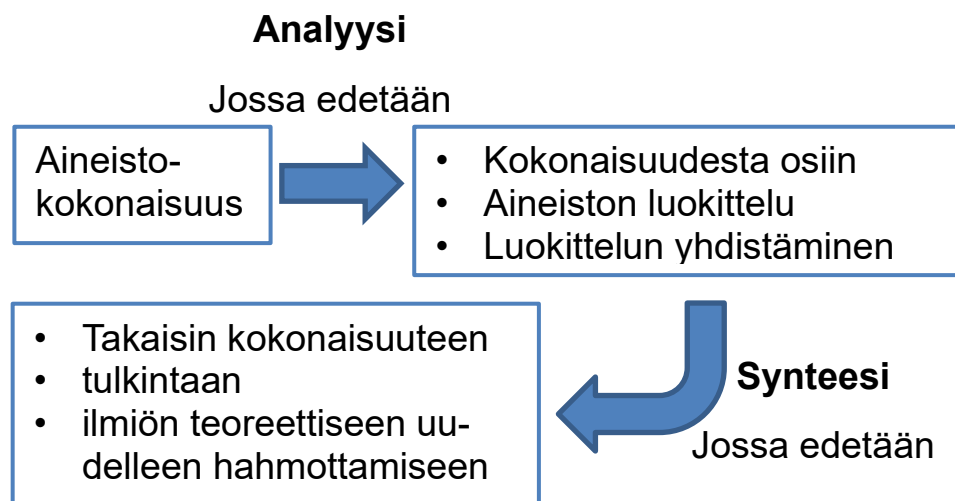 Analyysi
Jossa edetään
Aineisto-
kokonaisuus
• Kokonaisuudesta osiin
• Aineiston luokittelu
• Luokittelun yhdistäminen
• Takaisin kokonaisuuteen
• tulkintaan
• ilmiön teoreettiseen uu-
delleen hahmottamiseen
Synteesi
Jossa edetään